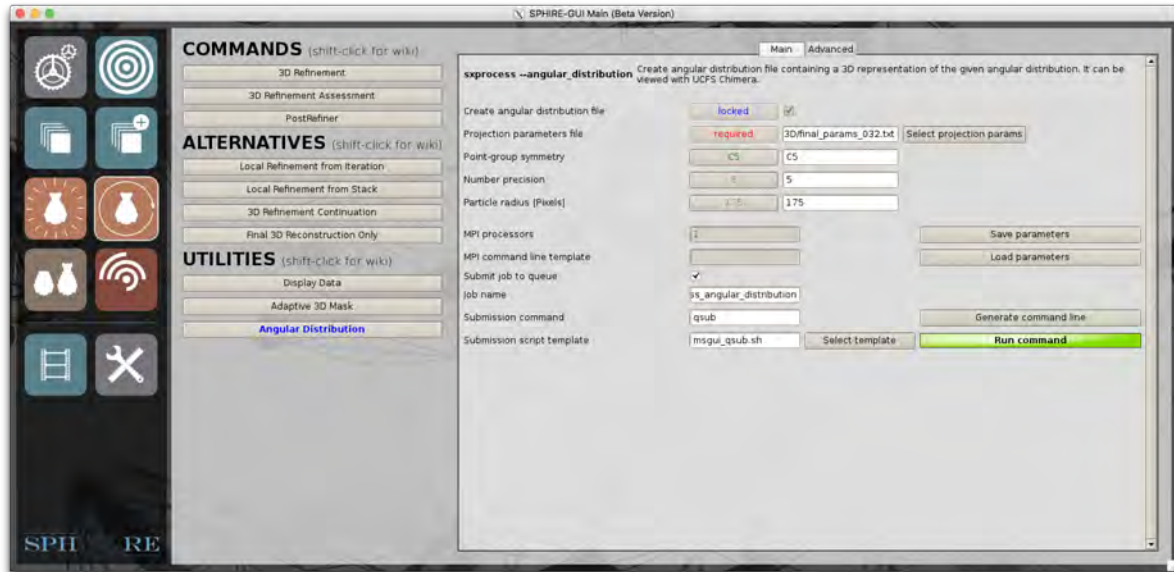 SPHIRE-GUI Main (Beta Version)
COMMANDS (shift-click for wiki)
3D Refinement
3D Refinement Assessment
PostRefiner
ALTERNATIVES (shift-click for wiki)
Local Refinement from Iteration
Local Refinement from Stack
3D Refinement Continuation
Final 3D Reconstruction Only
UTILITIES (shift-click for wiki)
Display Data
Adaptive 3D Mask
Angular Distribution
SPH RE
Main Advanced
sxprocess --angular_distribution Create angular distribution file containing a 3D representation of the given angular distribution. It can be
viewed with UCFS Chimera.
Create angular distribution file locked
Projection parameters file required 3D/final_params_032.txt Select projection params
Point-group symmetry C5 C5
Number precision 5
Particle radius [Pixels] 175 175
MPI processors 1 Save parameters
MPI command line template Load parameters
Submit job to queue
Job name ss_angular_distribution
Submission command qsub Generate command line
Submission script template msgui_qsub.sh Select template Run command